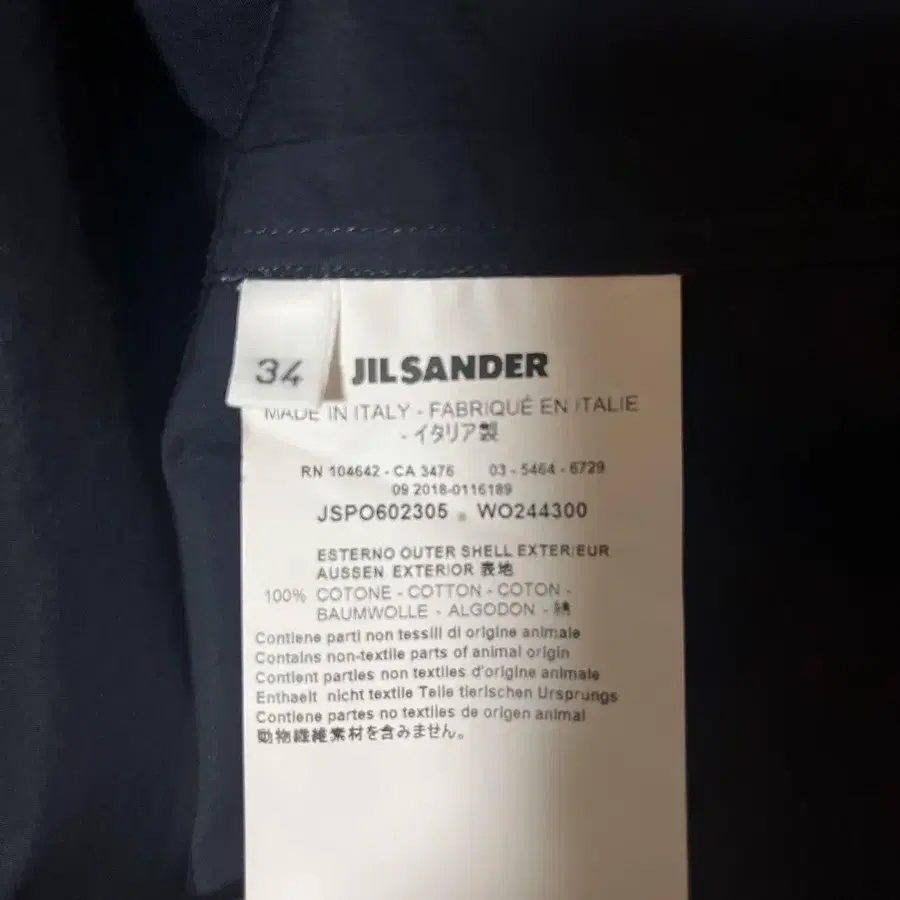 34
JIL SANDER
MADE IN ITALY - FABRIQUÉ EN ITALIE
- イタリア製
RN 104642 - CA 3476 03 - 5464 - 6729
09 2018-0116189
JSPO602305 WO244300
ESTERNO OUTER SHELL EXTERIEUR
AUSSEN EXTERIOR 表地
100% COTONE - COTTON - COTON -
BAUMWOLLE - ALGODON - 綿
Contiene parti non tessili di origine animale
Contains non-textile parts of animal origin
Contient parties non textiles d'origine animale
Enthaelt nicht textile Teile tierischen Ursprungs
Contiene partes no textiles de origen animal
動物繊維素材を含みません。